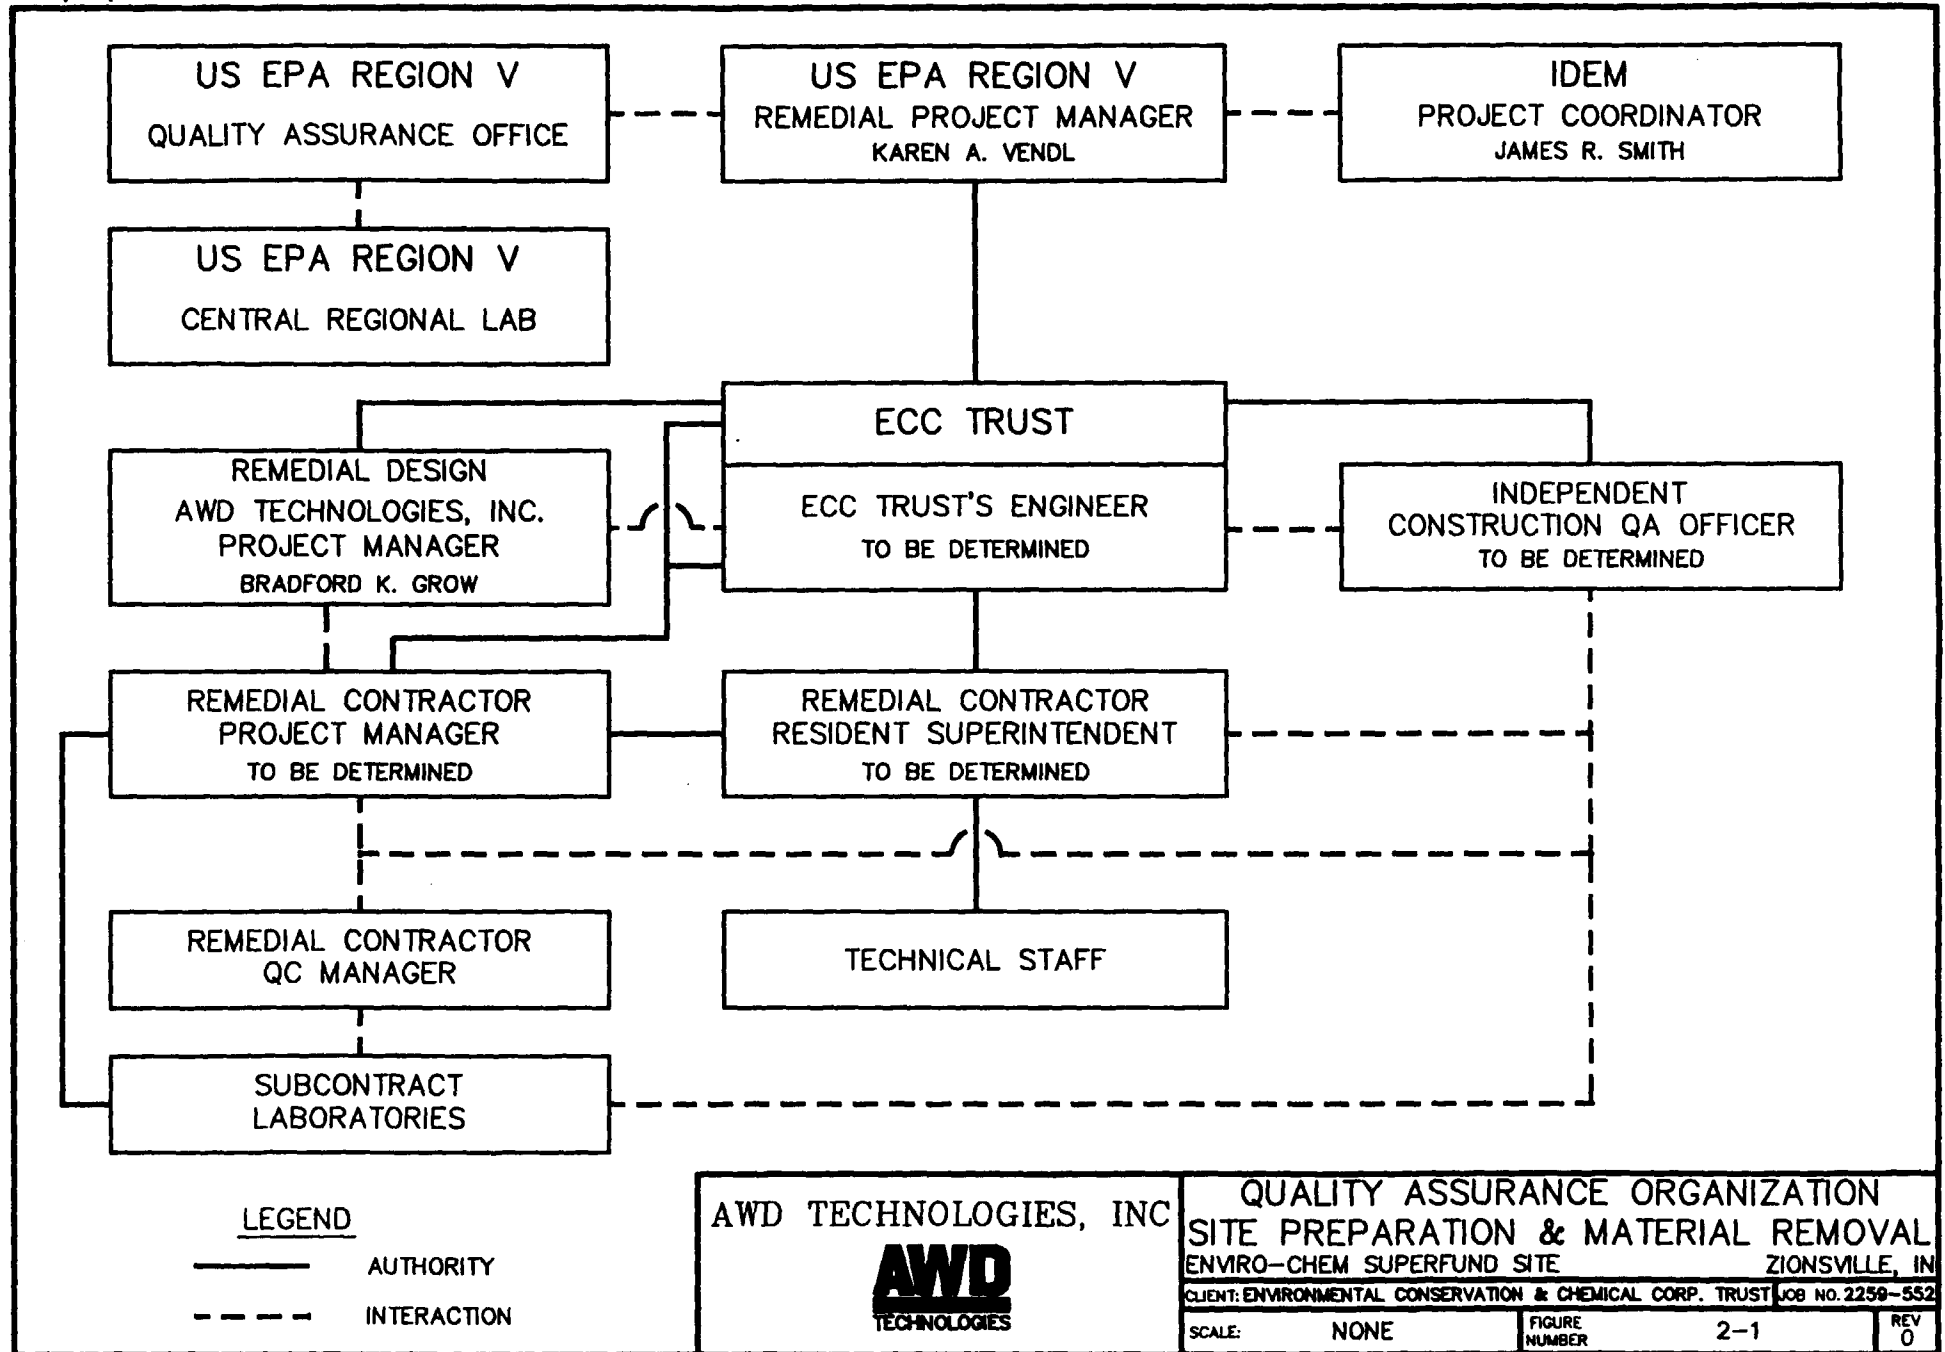 US EPA REGION V
QUALITY ASSURANCE OFFICE
US EPA REGION V
REMEDIAL PROJECT MANAGER
KAREN A. VENDL
IDEM
PROJECT COORDINATOR
JAMES R. SMITH
US EPA REGION V
CENTRAL REGIONAL LAB
ECC TRUST
REMEDIAL DESIGN
AWD TECHNOLOGIES, INC.
PROJECT MANAGER
BRADFORD K. GROW
ECC TRUST'S ENGINEER
TO BE DETERMINED
INDEPENDENT
CONSTRUCTION QA OFFICER
TO BE DETERMINED
REMEDIAL CONTRACTOR
PROJECT MANAGER
TO BE DETERMINED
REMEDIAL CONTRACTOR
RESIDENT SUPERINTENDENT
TO BE DETERMINED
REMEDIAL CONTRACTOR
QC MANAGER
TECHNICAL STAFF
SUBCONTRACT
LABORATORIES
LEGEND
AUTHORITY
INTERACTION
AWD TECHNOLOGIES, INC
AWD
TECHNOLOGIES
QUALITY ASSURANCE ORGANIZATION
SITE PREPARATION & MATERIAL REMOVAL
ENVIRO-CHEM SUPERFUND SITE ZIONSVILLE, IN
CLIENT: ENVIRONMENTAL CONSERVATION & CHEMICAL CORP. TRUST JOB NO. 2259-552
SCALE: NONE
FIGURE
NUMBER
2-1
REV
0